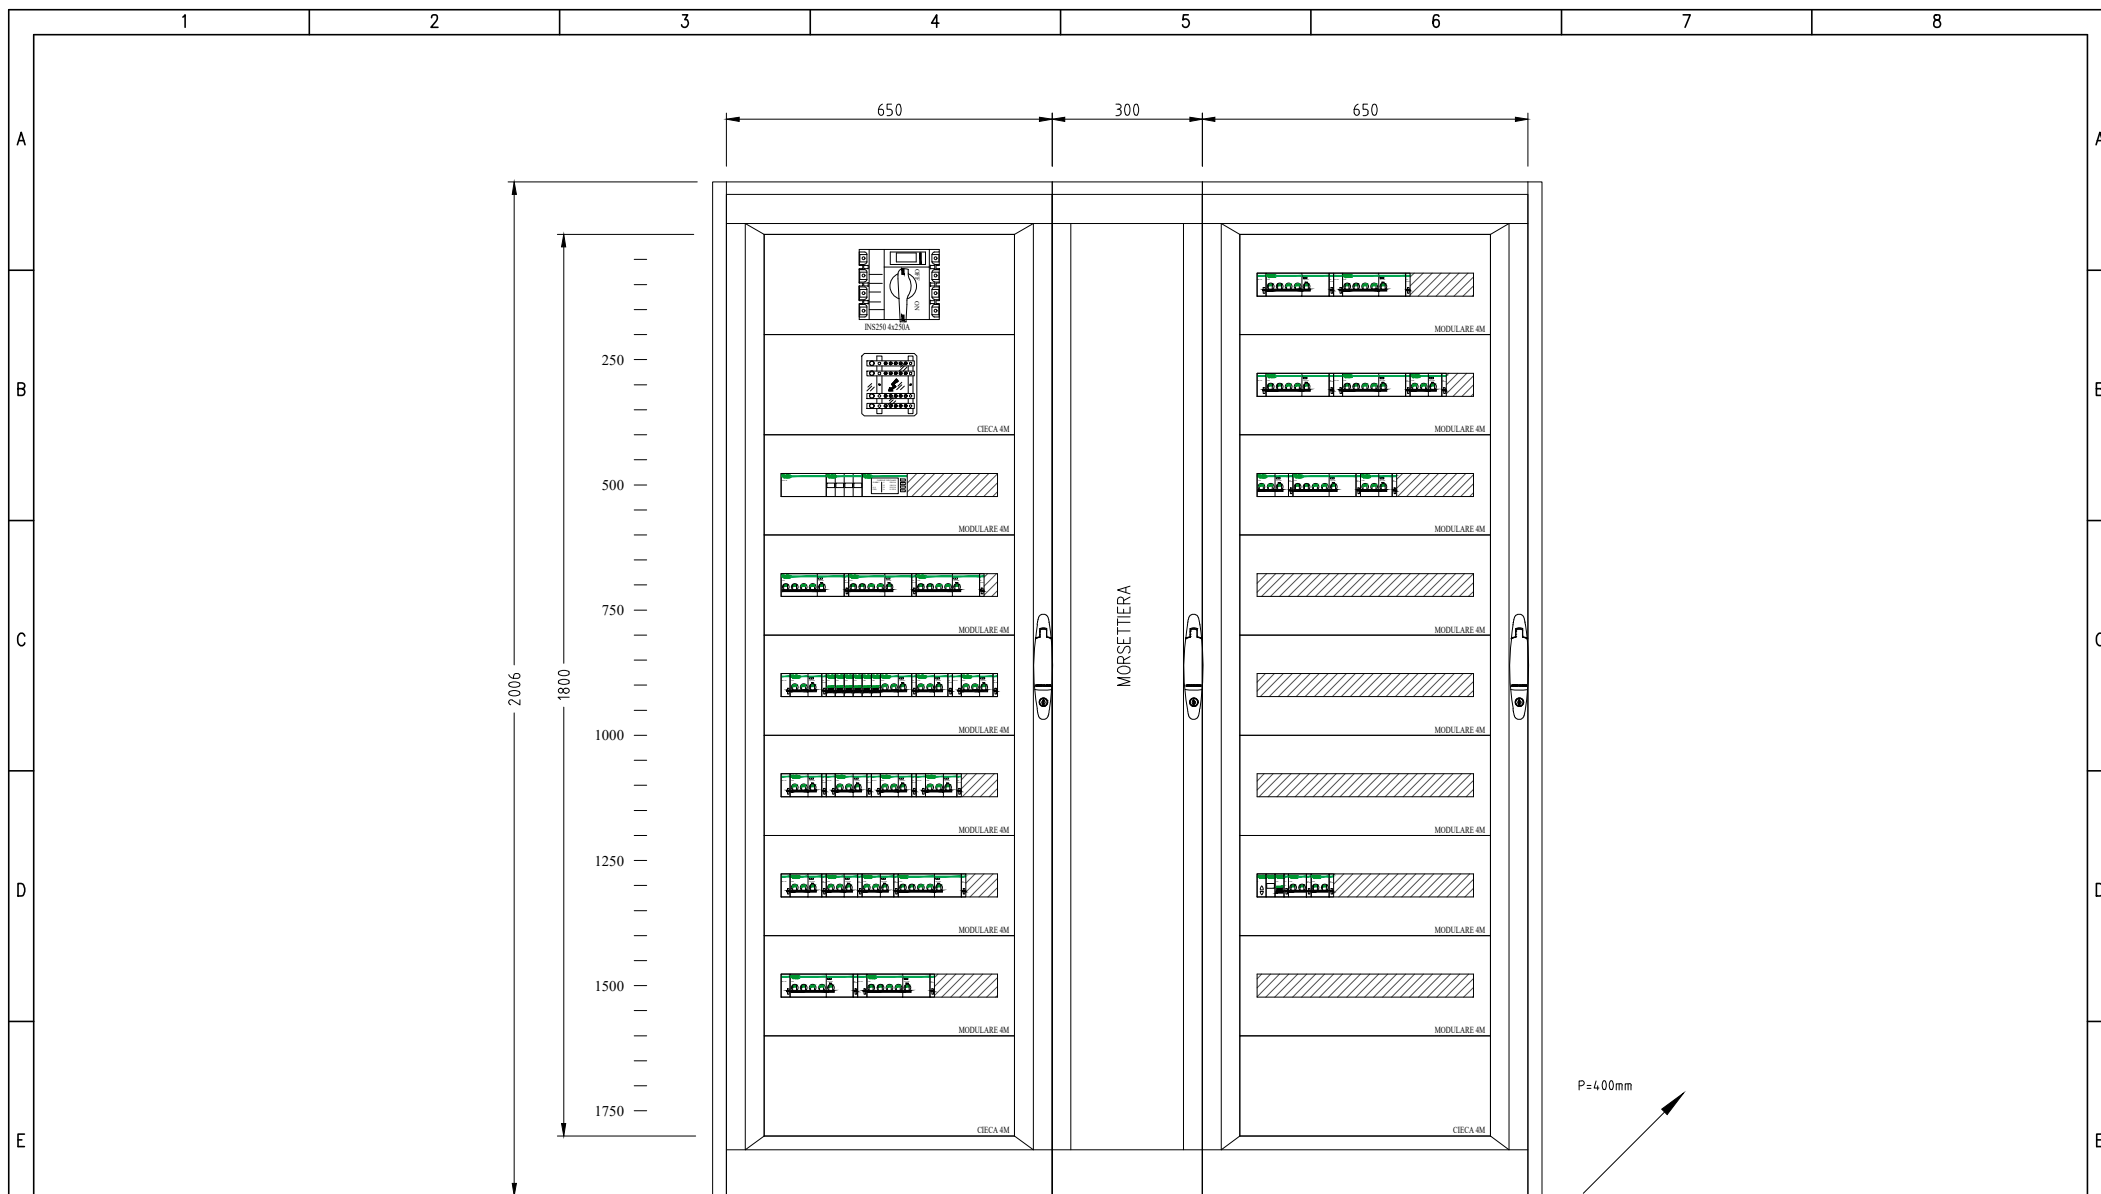 1 2 3 4 5 6 7 8
650 300 650
A A
OFF
ON
INS250 4x250A
MODULARE 4M
250
B
CIECA 4M MODULARE 4M
500
MODULARE 4M MODULARE 4M
750
MODULARE 4M MODULARE 4M
C
MORSETTIERA
2006
1800
1000
MODULARE 4M MODULARE 4M
MODULARE 4M MODULARE 4M
1250
D D
MODULARE 4M MODULARE 4M
1500
MODULARE 4M MODULARE 4M
P=400mm
1750
E
CIECA 4M CIECA 4M